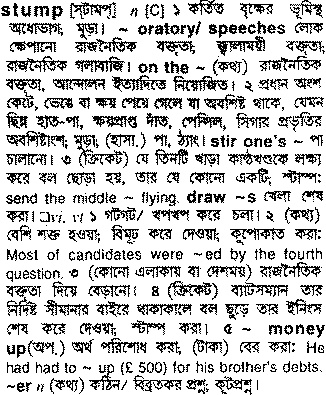 stump [স্টাম্প্] n [C] ১ কর্তিত বৃক্ষের ভূমিস্থ
অধোভাগ; মূড়া। ~ oratory/ speeches লোক
ক্ষেপানো রাজনৈতিক বক্তৃতা; জ্বালাময়ী বক্তৃতা;
রাজনৈতিক গলাবাজি। on the ~ (কথ্য) রাজনৈতিক
বক্তৃতা, আন্দোলন ইত্যাদিতে নিয়োজিত। ২ প্রধান অংশ
কেটে, ভেঙে বা ক্ষয় পেয়ে গেলে যা অবশিষ্ট থাকে, যেমন
ছিন্ন হাত-পা, ক্ষয়প্রাপ্ত দাঁত, পেন্সিল, সিগার প্রভৃতির
অবশিষ্টাংশ; মূড়া; (হাস্য.) পা, ঠ্যাং। stir one's ~ পা
চালানো। ৩ (ক্রিকেট) যে তিনটি খাড়া কাষ্ঠখণ্ডকে লক্ষ্য
করে বল ছোড়া হয়, তার যে কোনো একটি; স্টাম্প:
send the middle ~ flying. draw ~s খেলা শেষ
করা। □vi, vt ১ গটগট/ খপখপ করে চলা। ২ (কথ্য)
বেশি শক্ত হওয়া; বিমূঢ় করে দেওয়া; কুপোকাত করা:
Most of candidates were ~ed by the fourth
question. ৩ (কোনো এলাকায় বা দেশময়) রাজনৈতিক
বক্তৃতা দিয়ে বেড়ানো। ৪ (ক্রিকেট) ব্যাটসম্যান তার
নির্দিষ্ট সীমানার বাইরে থাকাকালে বল ছুড়ে তার ইনিংস
শেষ করে দেওয়া; স্টাম্প করা। ৫ ~ money
up(অপ.) অর্থ পরিশোধ করা; (টাকা) বের করা: He
had had to ~ up (£ 500) for his brother's debts.
~er n (কথ্য) কঠিন/ বিব্রতকর প্রশ্ন; কূটপ্রশ্ন।